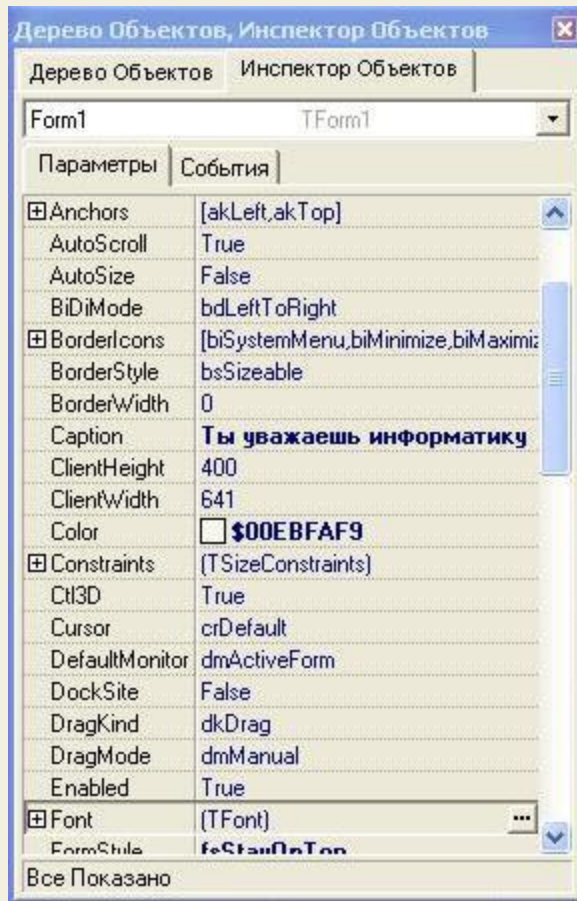 Дерево Объектов, Инспектор Объектов
Дерево Объектов Инспектор Объектов
Form1 TForm1
Параметры События
Anchors [akLeft,akTop]
AutoScroll True
AutoSize False
BiDiMode bdLeftToRight
BorderIcons [biSystemMenu,biMinimize,biMaximiz
BorderStyle bsSizeable
BorderWidth 0
Caption Ты уважаешь информатику
ClientHeight 400
ClientWidth 641
Color $00EBFAF9
Constraints (TSizeConstraints)
Ctl3D True
Cursor crDefault
DefaultMonitor dmActiveForm
DockSite False
DragKind dkDrag
DragMode dmManual
Enabled True
Font (TFont) ...
FormStyle fsStayOnTop
Все Показано